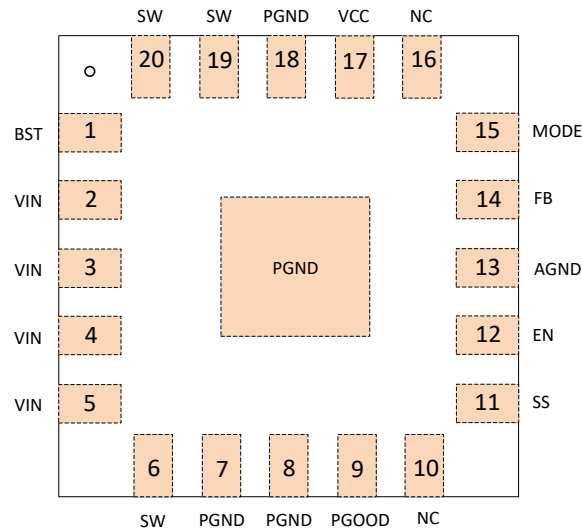 SW SW PGND VCC NC
20 19 18 17 16
BST 1 15 MODE
VIN 2 14 FB
VIN 3 PGND 13 AGND
VIN 4 12 EN
VIN 5 11 SS
6 7 8 9 10
SW PGND PGND PGOOD NC